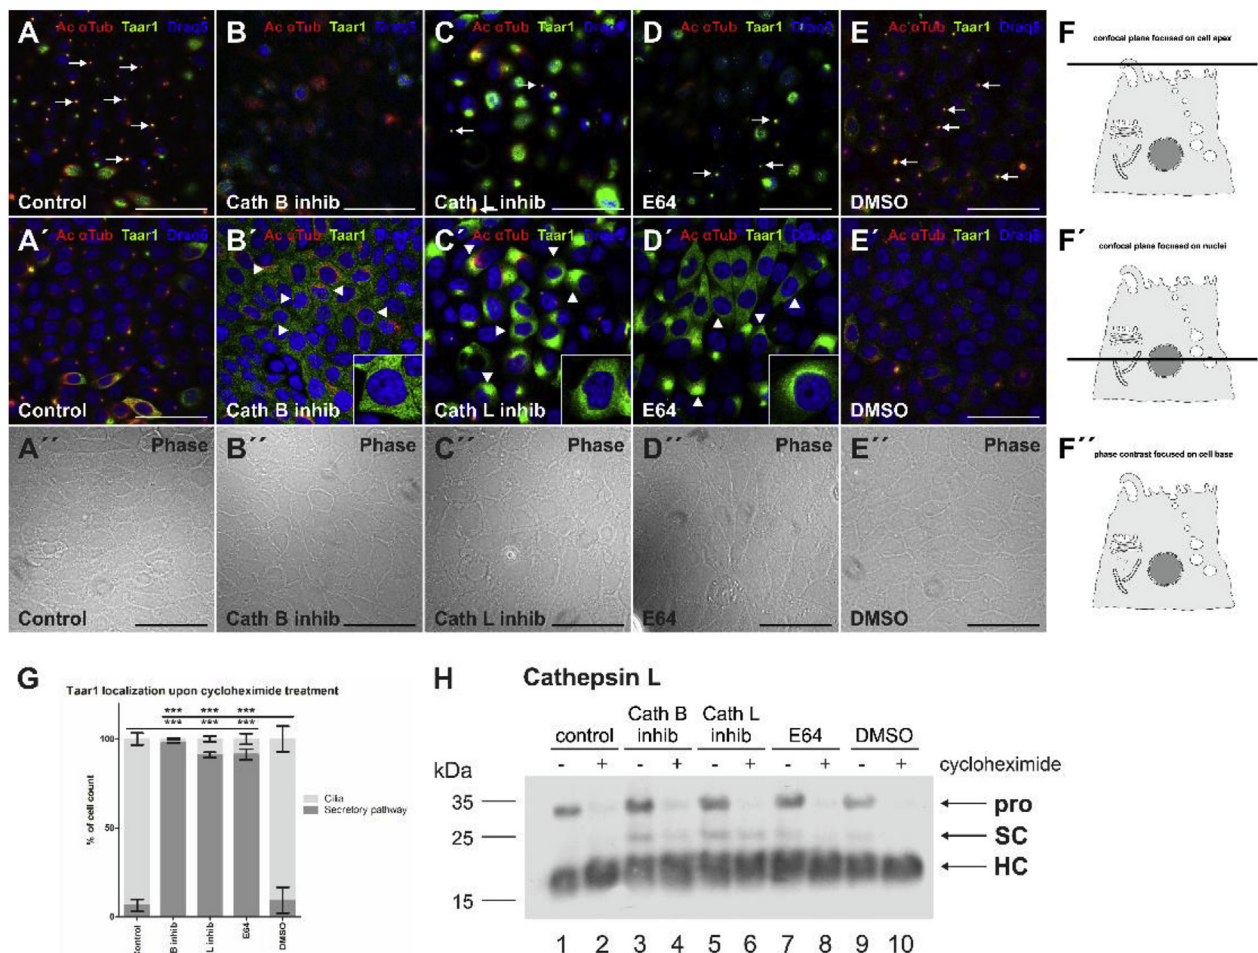 A Ac αTub Taar1 Draq5 Control
B Ac αTub Taar1 Draq5 Cath B inhib
C Ac αTub Taar1 Draq5 Cath L inhib
D Ac αTub Taar1 Draq5 E64
E Ac αTub Taar1 Draq5 DMSO
F confocal plane focused on cell apex
A´ Ac αTub Taar1 Draq5 Control
B´ Ac αTub Taar1 Draq5 Cath B inhib
C´ Ac αTub Taar1 Draq5 Cath L inhib
D´ Ac αTub Taar1 Draq5 E64
E´ Ac αTub Taar1 Draq5 DMSO
F´ confocal plane focused on nuclei
A´´ Phase Control
B´´ Phase Cath B inhib
C´´ Phase Cath L inhib
D´´ Phase E64
E´´ Phase DMSO
F´´ phase contrast focused on cell base
G
Taar1 localization upon cycloheximide treatment
*** *** ***
*** *** ***
100
50
0
% of cell count
Cilia
Secretory pathway
Control
B inhib
L inhib
E64
DMSO
H Cathepsin L
control Cath B inhib Cath L inhib E64 DMSO
- + - + - + - + - + cycloheximide
kDa
35 pro
25 SC
HC
15
1 2 3 4 5 6 7 8 9 10